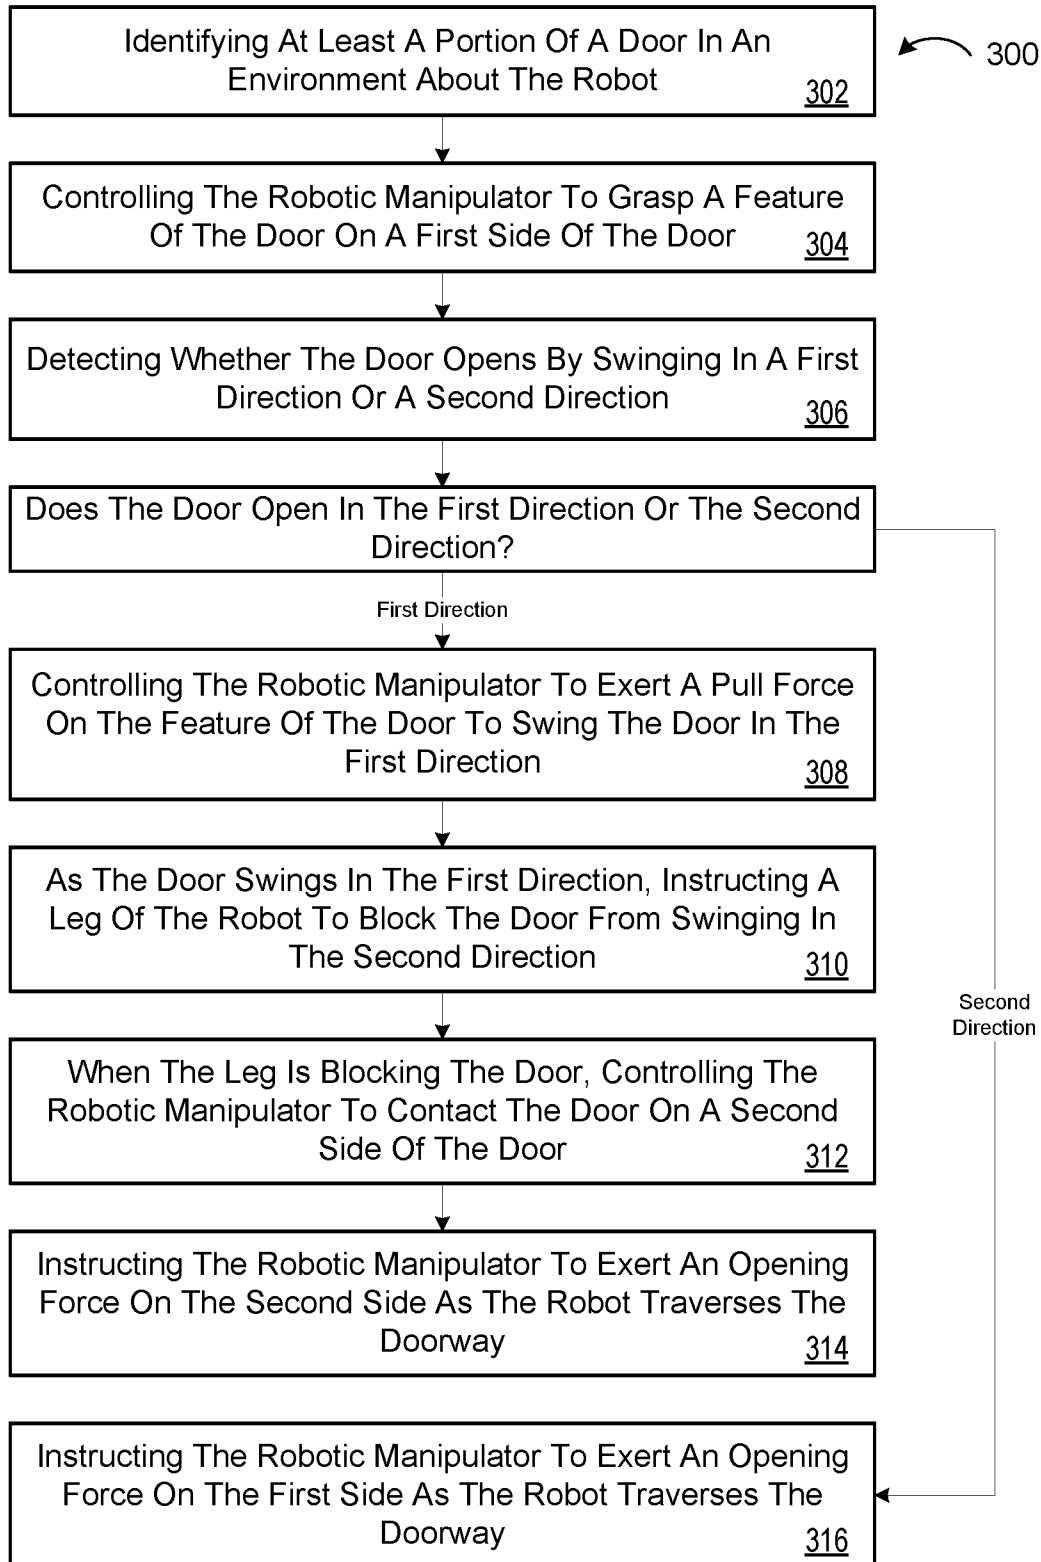 Identifying At Least A Portion Of A Door In An
Environment About The Robot
302
300
Controlling The Robotic Manipulator To Grasp A Feature
Of The Door On A First Side Of The Door
304
Detecting Whether The Door Opens By Swinging In A First
Direction Or A Second Direction
306
Does The Door Open In The First Direction Or The Second
Direction?
First Direction
Controlling The Robotic Manipulator To Exert A Pull Force
On The Feature Of The Door To Swing The Door In The
First Direction
308
As The Door Swings In The First Direction, Instructing A
Leg Of The Robot To Block The Door From Swinging In
The Second Direction
310
Second
Direction
When The Leg Is Blocking The Door, Controlling The
Robotic Manipulator To Contact The Door On A Second
Side Of The Door
312
Instructing The Robotic Manipulator To Exert An Opening
Force On The Second Side As The Robot Traverses The
Doorway
314
Instructing The Robotic Manipulator To Exert An Opening
Force On The First Side As The Robot Traverses The
Doorway
316